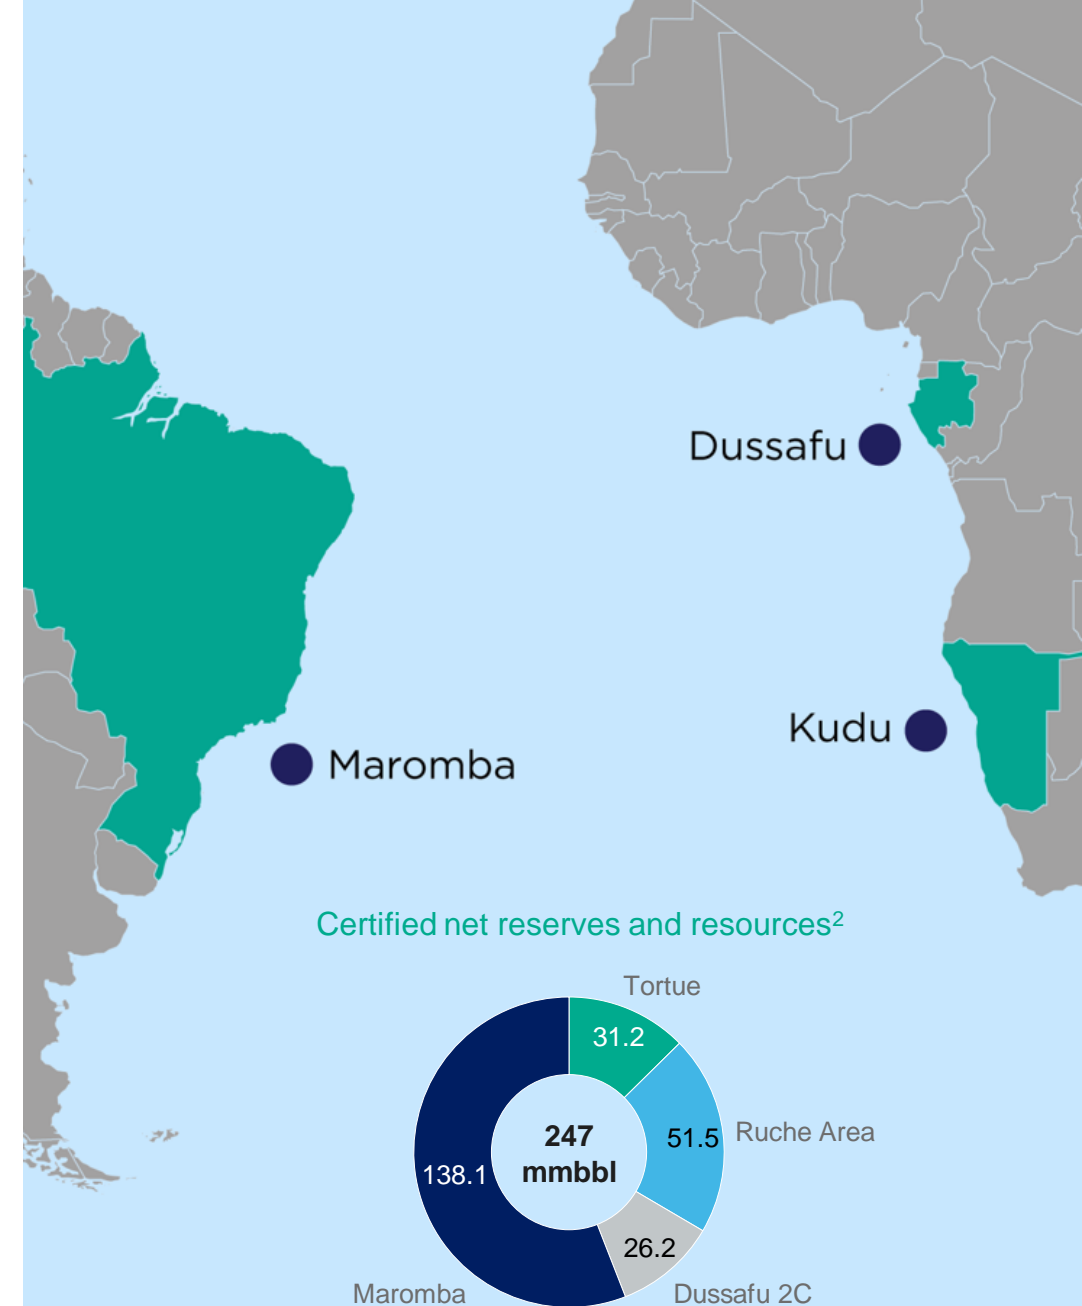 Dussafu
Kudu
Maromba
Certified net reserves and resources²
Tortue
31.2
247
mmbbl
51.5
Ruche Area
138.1
26.2
Maromba
Dussafu 2C